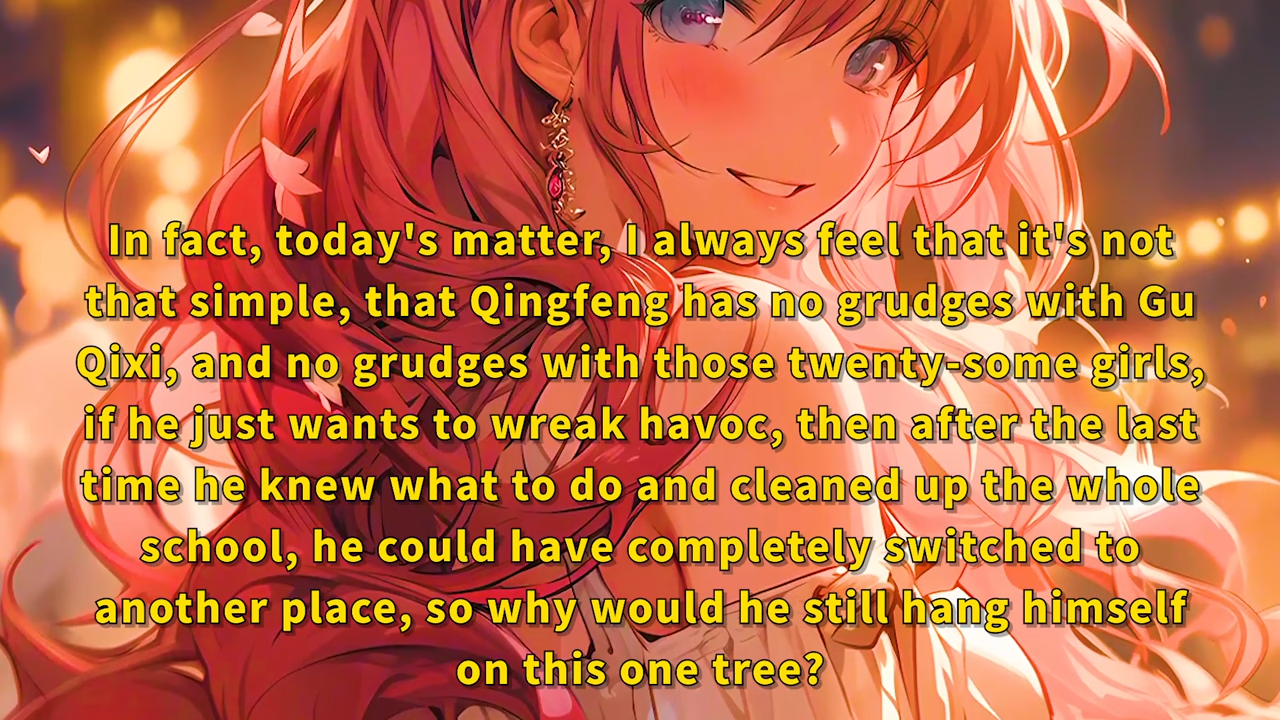 In fact, today's matter, I always feel that it's not
that simple, that Qingfeng has no grudges with Gu
Qixi, and no grudges with those twenty-some girls,
if he just wants to wreak havoc, then after the last
time he knew what to do and cleaned up the whole
school, he could have completely switched to
another place, so why would he still hang himself
on this one tree?